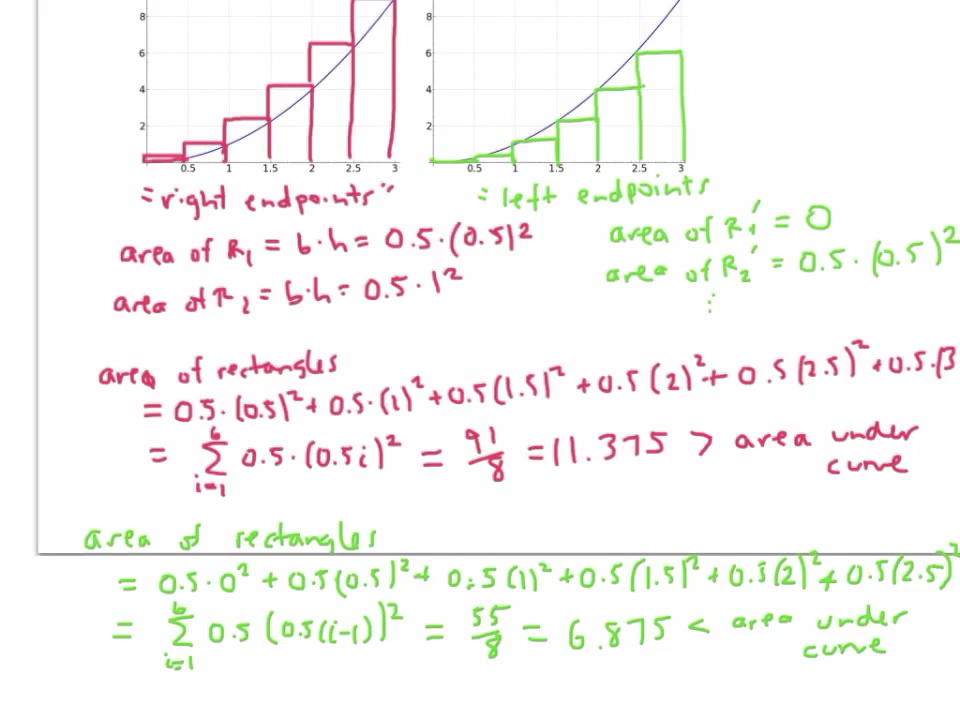 8
6
4
2
0.5 1 1.5 2 2.5 3
8
6
4
2
0.5 1 1.5 2 2.5 3
"right endpoints"
area of R₁ = b·h = 0.5·(0.5)²
area of R₂ = b·h = 0.5·1²
"left endpoints
area of R₁' = 0
area of R₂' = 0.5·(0.5)²
⋮
area of rectangles
= 0.5·(0.5)² + 0.5·(1)² + 0.5(1.5)² + 0.5(2)² + 0.5(2.5)² + 0.5·(3
= ∑_{i=1}^{6} 0.5·(0.5i)² = 91/8 = 11.375 > area under
curve
area of rectangles
= 0.5·0² + 0.5(0.5)² + 0.5(1)² + 0.5(1.5)² + 0.5(2)² + 0.5(2.5)²
= ∑_{i=1}^{6} 0.5(0.5(i-1))² = 55/8 = 6.875 < area under
curve